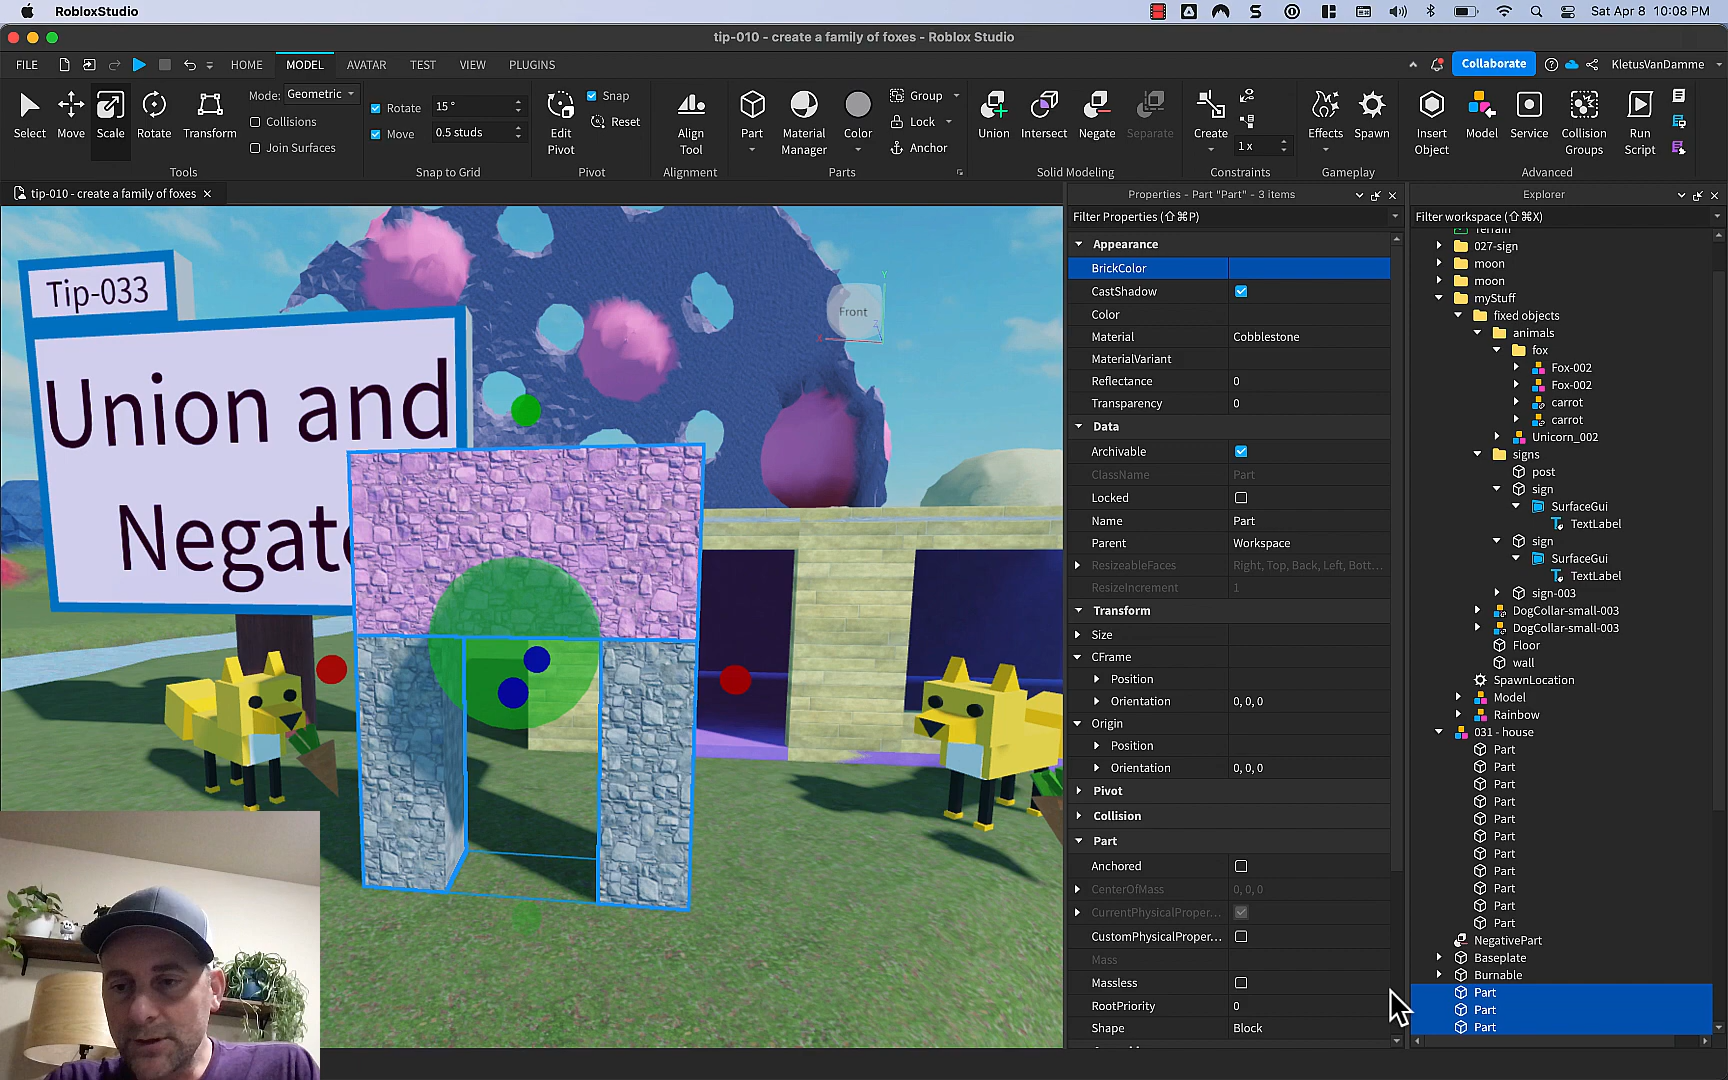 RobloxStudio
Sat Apr 8 10:08 PM
tip-010 - create a family of foxes - Roblox Studio
FILE
HOME
MODEL
AVATAR
TEST
VIEW
PLUGINS
Collaborate
KletusVanDamme
Select
Move
Scale
Rotate
Transform
Mode:
Geometric
Collisions
Join Surfaces
Tools
Rotate
15 °
Move
0.5 studs
Snap to Grid
Edit
Pivot
Snap
Reset
Pivot
Align
Tool
Alignment
Part
Material
Manager
Color
Group
Lock
Anchor
Parts
Union
Intersect
Negate
Separate
Solid Modeling
Create
1 x
Constraints
Effects
Spawn
Gameplay
Insert
Object
Model
Service
Collision
Groups
Run
Script
Advanced
tip-010 - create a family of foxes
Tip-033
Union and
Negate
Front
Properties - Part "Part" - 3 items
Filter Properties (⇧⌘P)
Appearance
BrickColor
CastShadow
Color
Material Cobblestone
MaterialVariant
Reflectance 0
Transparency 0
Data
Archivable
ClassName Part
Locked
Name Part
Parent Workspace
ResizeableFaces Right, Top, Back, Left, Bott...
ResizeIncrement 1
Transform
Size
CFrame
Position
Orientation 0, 0, 0
Origin
Position
Orientation 0, 0, 0
Pivot
Collision
Part
Anchored
CenterOfMass 0, 0, 0
CurrentPhysicalProper...
CustomPhysicalProper...
Mass
Massless
RootPriority 0
Shape Block
Explorer
Filter workspace (⇧⌘X)
Terrain
027-sign
moon
moon
myStuff
fixed objects
animals
fox
Fox-002
Fox-002
carrot
carrot
Unicorn_002
signs
post
sign
SurfaceGui
TextLabel
sign
SurfaceGui
TextLabel
sign-003
DogCollar-small-003
DogCollar-small-003
Floor
wall
SpawnLocation
Model
Rainbow
031 - house
Part
Part
Part
Part
Part
Part
Part
Part
Part
Part
Part
NegativePart
Baseplate
Burnable
Part
Part
Part